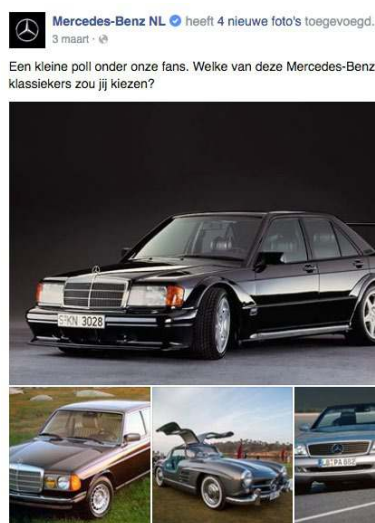 Mercedes-Benz NL heeft 4 nieuwe foto's toegevoegd.
3 maart ·
Een kleine poll onder onze fans. Welke van deze Mercedes-Benz
klassiekers zou jij kiezen?
S KN 3028